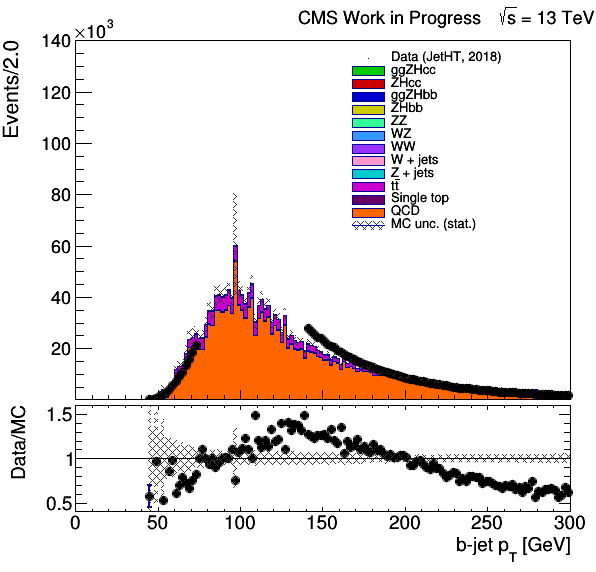 CMS Work in Progress √s = 13 TeV
×10³
Events/2.0
140
120
100
80
60
40
20
Data (JetHT, 2018)
ggZHcc
ZHcc
ggZHbb
ZHbb
ZZ
WZ
WW
W + jets
Z + jets
tt̄
Single top
QCD
MC unc. (stat.)
Data/MC
1.5
1
0.5
0 50 100 150 200 250 300
b-jet p_T [GeV]